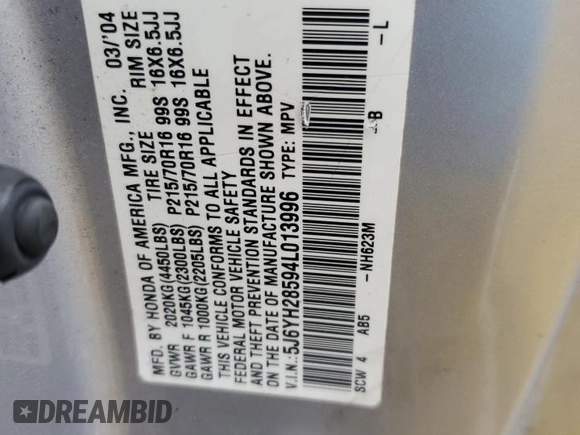 MFD. BY HONDA OF AMERICA MFG., INC. 03/'04
TIRE SIZE RIM SIZE
GVWR 2020KG(4450LBS)
GAWR F 1045KG(2300LBS) P215/70R16 99S 16X6.5JJ
GAWR R 1000KG(2205LBS) P215/70R16 99S 16X6.5JJ
THIS VEHICLE CONFORMS TO ALL APPLICABLE
FEDERAL MOTOR VEHICLE SAFETY
AND THEFT PREVENTION STANDARDS IN EFFECT
ON THE DATE OF MANUFACTURE SHOWN ABOVE.
V.I.N.:5J6YH28594L013996 TYPE: MPV
SCW 4 AB5 -NH623M B -L
DREAMBID